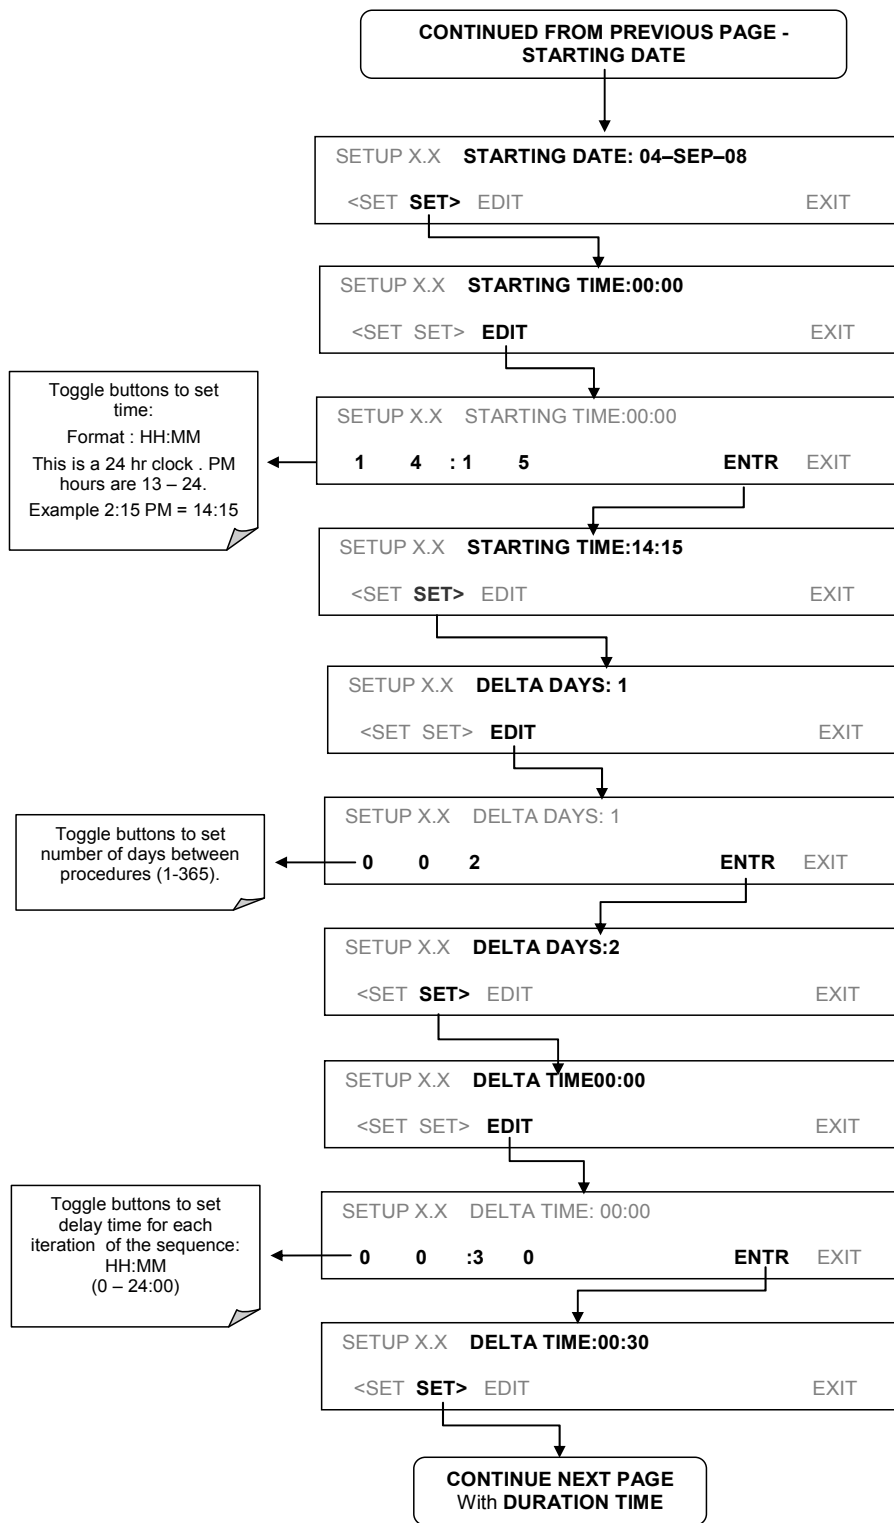 CONTINUED FROM PREVIOUS PAGE -
STARTING DATE
SETUP X.X STARTING DATE: 04–SEP–08
<SET SET> EDIT EXIT
SETUP X.X STARTING TIME:00:00
<SET SET> EDIT EXIT
Toggle buttons to set
time:
Format : HH:MM
This is a 24 hr clock . PM
hours are 13 – 24.
Example 2:15 PM = 14:15
SETUP X.X STARTING TIME:00:00
1 4 : 1 5 ENTR EXIT
SETUP X.X STARTING TIME:14:15
<SET SET> EDIT EXIT
SETUP X.X DELTA DAYS: 1
<SET SET> EDIT EXIT
Toggle buttons to set
number of days between
procedures (1-365).
SETUP X.X DELTA DAYS: 1
0 0 2 ENTR EXIT
SETUP X.X DELTA DAYS:2
<SET SET> EDIT EXIT
SETUP X.X DELTA TIME00:00
<SET SET> EDIT EXIT
Toggle buttons to set
delay time for each
iteration of the sequence:
HH:MM
(0 – 24:00)
SETUP X.X DELTA TIME: 00:00
0 0 :3 0 ENTR EXIT
SETUP X.X DELTA TIME:00:30
<SET SET> EDIT EXIT
CONTINUE NEXT PAGE
With DURATION TIME